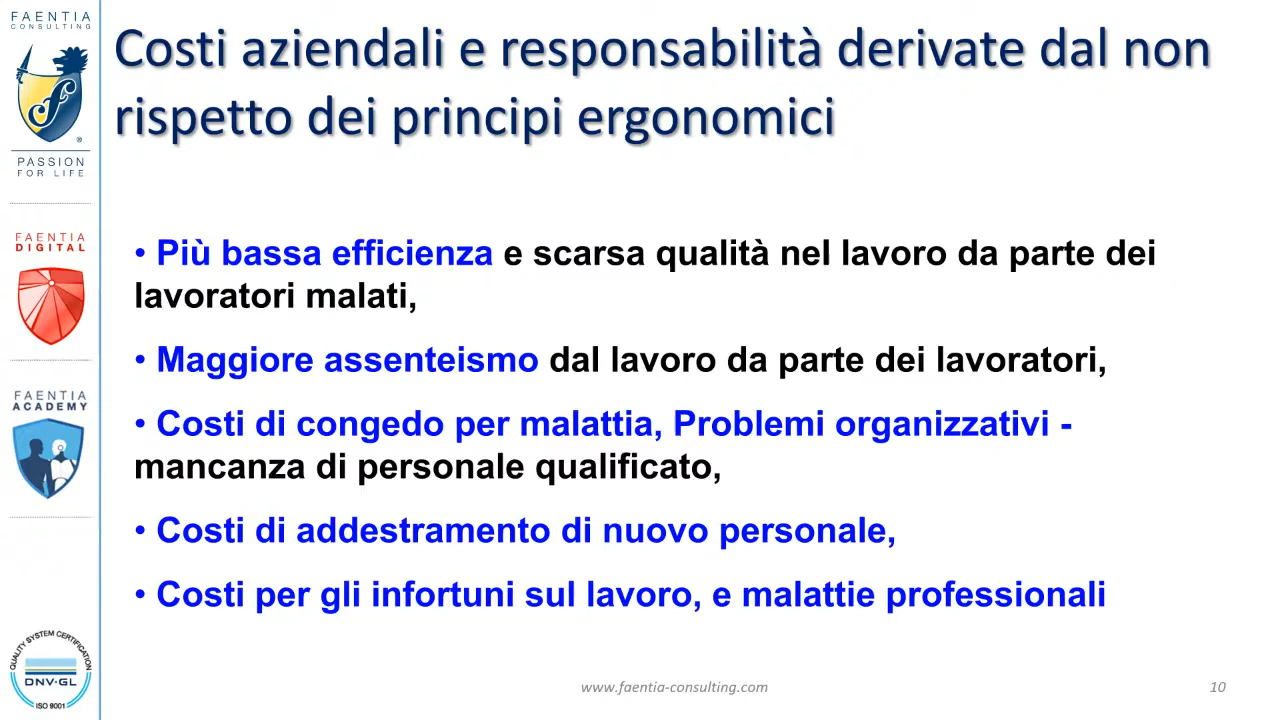 FAENTIA
CONSULTING
PASSION
FOR LIFE
FAENTIA
DIGITAL
FAENTIA
ACADEMY
QUALITY SYSTEM CERTIFICATION
DNV·GL
ISO 9001
Costi aziendali e responsabilità derivate dal non
rispetto dei principi ergonomici
• Più bassa efficienza e scarsa qualità nel lavoro da parte dei
lavoratori malati,
• Maggiore assenteismo dal lavoro da parte dei lavoratori,
• Costi di congedo per malattia, Problemi organizzativi -
mancanza di personale qualificato,
• Costi di addestramento di nuovo personale,
• Costi per gli infortuni sul lavoro, e malattie professionali
www.faentia-consulting.com
10